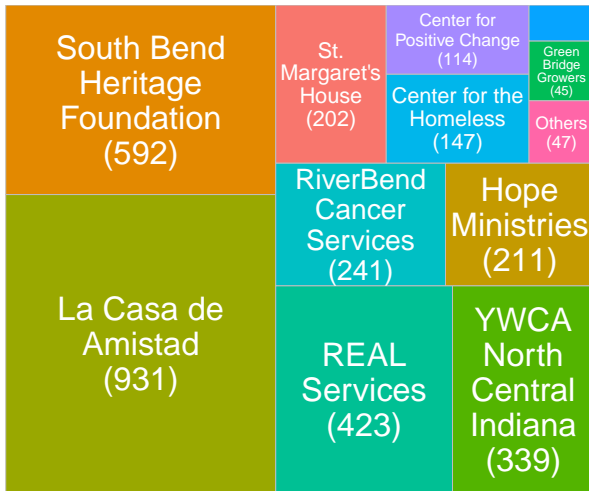 South Bend
Heritage
Foundation
(592)
St.
Margaret's
House
(202)
Center for
Positive Change
(114)
Center for the
Homeless
(147)
Green
Bridge
Growers
(45)
Others
(47)
RiverBend
Cancer
Services
(241)
Hope
Ministries
(211)
La Casa de
Amistad
(931)
REAL
Services
(423)
YWCA
North
Central
Indiana
(339)